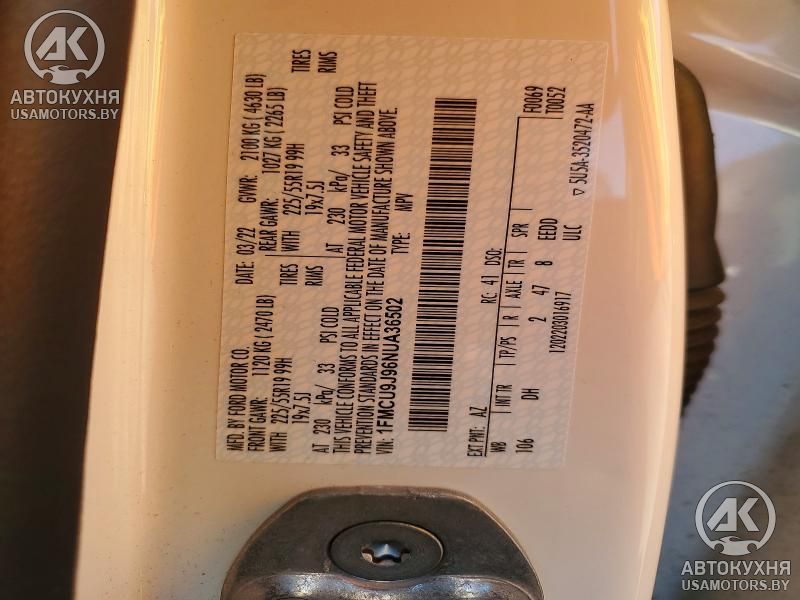 AK
АВТОКУХНЯ
USAMOTORS.BY
MFD. BY FORD MOTOR CO.
DATE: 03/22
GVWR: 2100 KG ( 4630 LB)
FRONT GAWR: 1120 KG ( 2470 LB)
REAR GAWR: 1027 KG ( 2265 LB)
WITH 225/55R19 99H TIRES
WITH 225/55R19 99H TIRES
19x7.5J RIMS
19x7.5J RIMS
AT 230 kPa/ 33 PSI COLD
AT 230 kPa/ 33 PSI COLD
THIS VEHICLE CONFORMS TO ALL APPLICABLE FEDERAL MOTOR VEHICLE SAFETY AND THEFT
PREVENTION STANDARDS IN EFFECT ON THE DATE OF MANUFACTURE SHOWN ABOVE.
VIN: 1FMCU9J96NUA36502
TYPE: MPV
F0069
T0052
EXT PNT: AZ RC: 41 DSO:
WB INT TR TP/PS R AXLE TR SPR
106 DH 2 47 8 EEDD
1202203016917 ULC
5U5A-3520472-AA
AK
АВТОКУХНЯ
USAMOTORS.BY